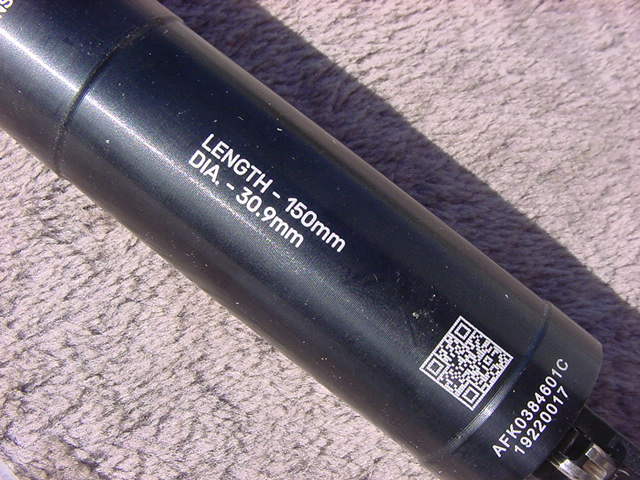 LENGTH - 150mm
DIA. - 30.9mm
AFK0384601C
19220017